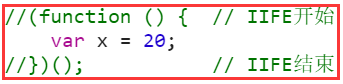 //(function () {  // IIFE开始
    var x = 20;
//})();           // IIFE结束